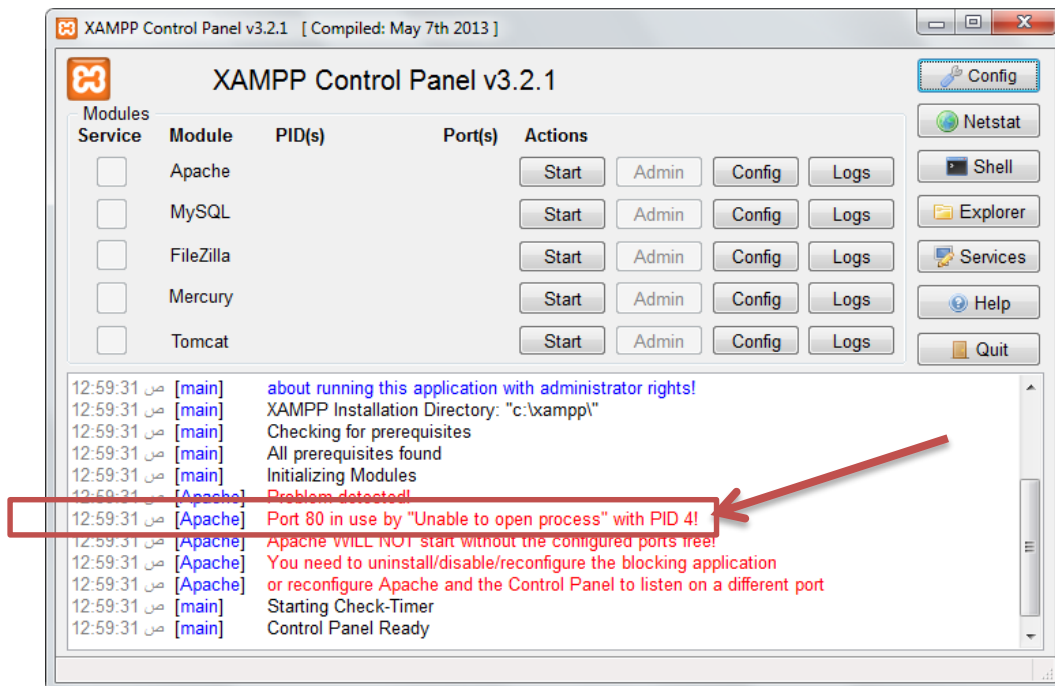 XAMPP Control Panel v3.2.1 [ Compiled: May 7th 2013 ]
XAMPP Control Panel v3.2.1
Config
Modules
Service Module PID(s) Port(s) Actions
Netstat
Apache Start Admin Config Logs
Shell
MySQL Start Admin Config Logs
Explorer
FileZilla Start Admin Config Logs
Services
Mercury Start Admin Config Logs
Help
Tomcat Start Admin Config Logs
Quit
12:59:31 ص [main] about running this application with administrator rights!
12:59:31 ص [main] XAMPP Installation Directory: "c:\xampp\"
12:59:31 ص [main] Checking for prerequisites
12:59:31 ص [main] All prerequisites found
12:59:31 ص [main] Initializing Modules
12:59:31 ص [Apache] Problem detected!
12:59:31 ص [Apache] Port 80 in use by "Unable to open process" with PID 4!
12:59:31 ص [Apache] Apache WILL NOT start without the configured ports free!
12:59:31 ص [Apache] You need to uninstall/disable/reconfigure the blocking application
12:59:31 ص [Apache] or reconfigure Apache and the Control Panel to listen on a different port
12:59:31 ص [main] Starting Check-Timer
12:59:31 ص [main] Control Panel Ready